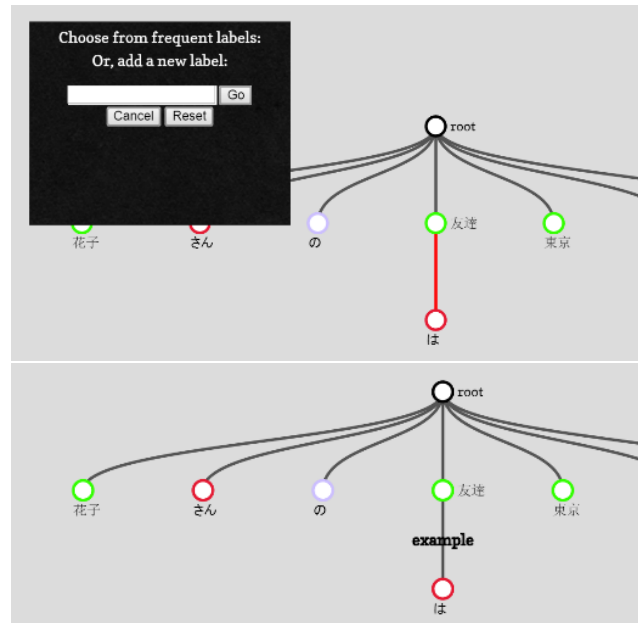 Choose from frequent labels:
Or, add a new label:
Go
Cancel Reset
root
花子 さん の 友達 東京
は
root
花子 さん の 友達 東京
example
は